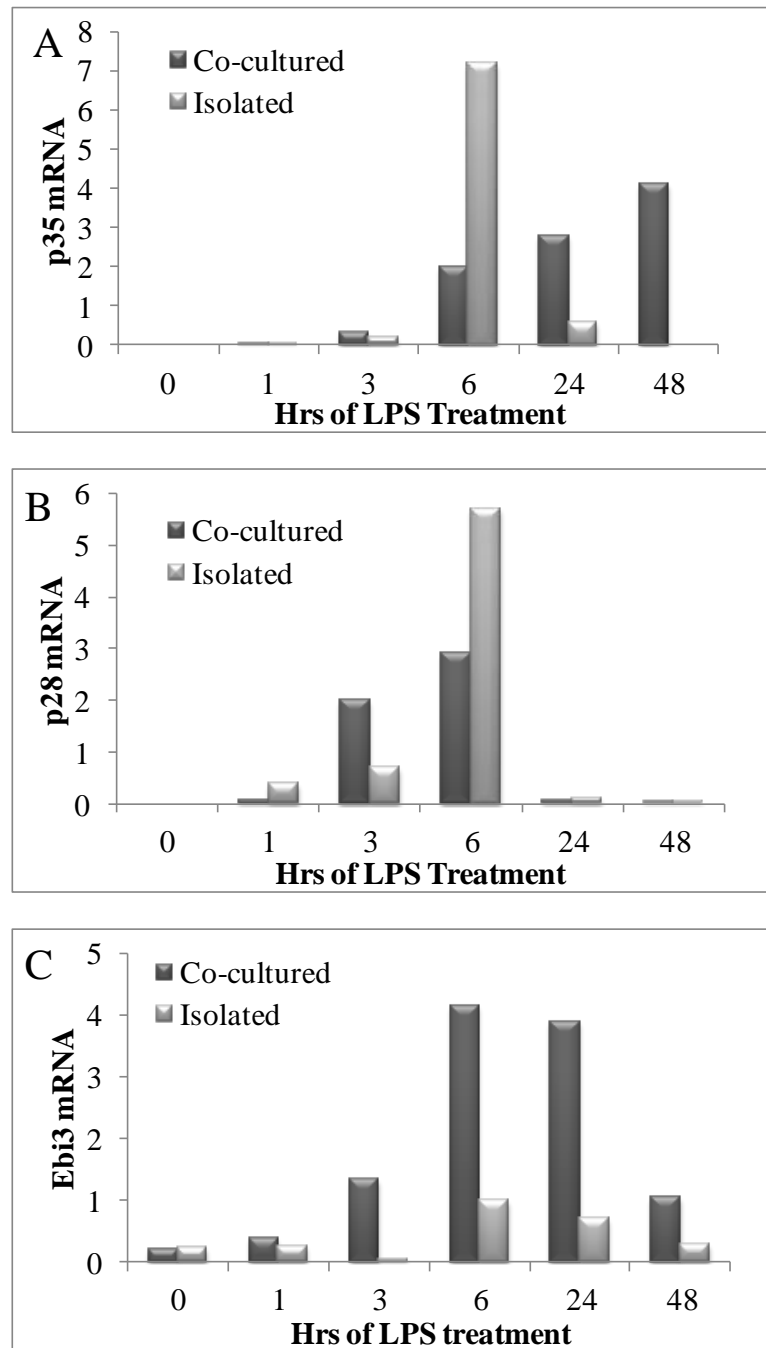 A
Co-cultured
Isolated
p35 mRNA
8
7
6
5
4
3
2
1
0
0 1 3 6 24 48
Hrs of LPS Treatment
B
Co-cultured
Isolated
p28 mRNA
6
5
4
3
2
1
0
0 1 3 6 24 48
Hrs of LPS Treatment
C
Co-cultured
Isolated
Ebi3 mRNA
5
4
3
2
1
0
0 1 3 6 24 48
Hrs of LPS treatment